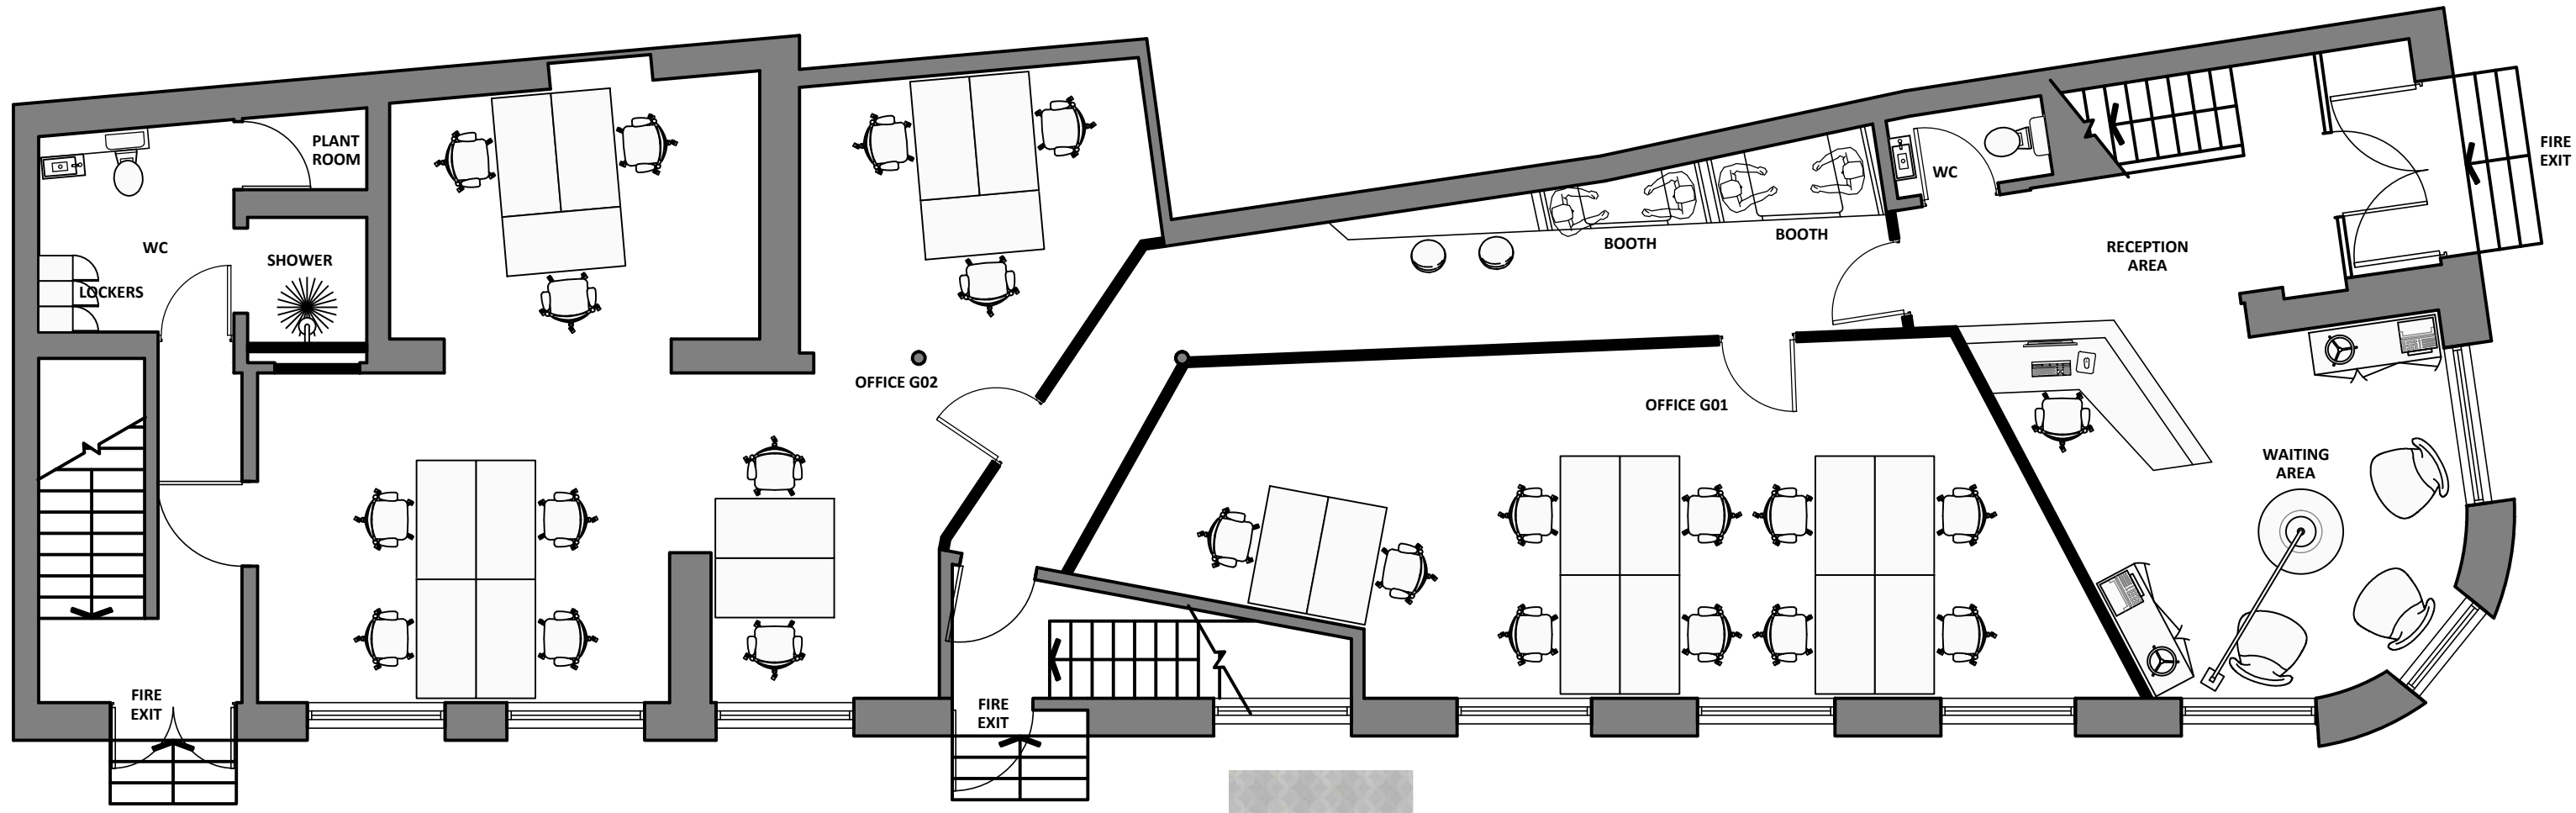 PLANT
ROOM
WC
SHOWER
LOCKERS
FIRE
EXIT
OFFICE G02
FIRE
EXIT
OFFICE G01
BOOTH
BOOTH
WC
RECEPTION
AREA
WAITING
AREA
FIRE
EXIT